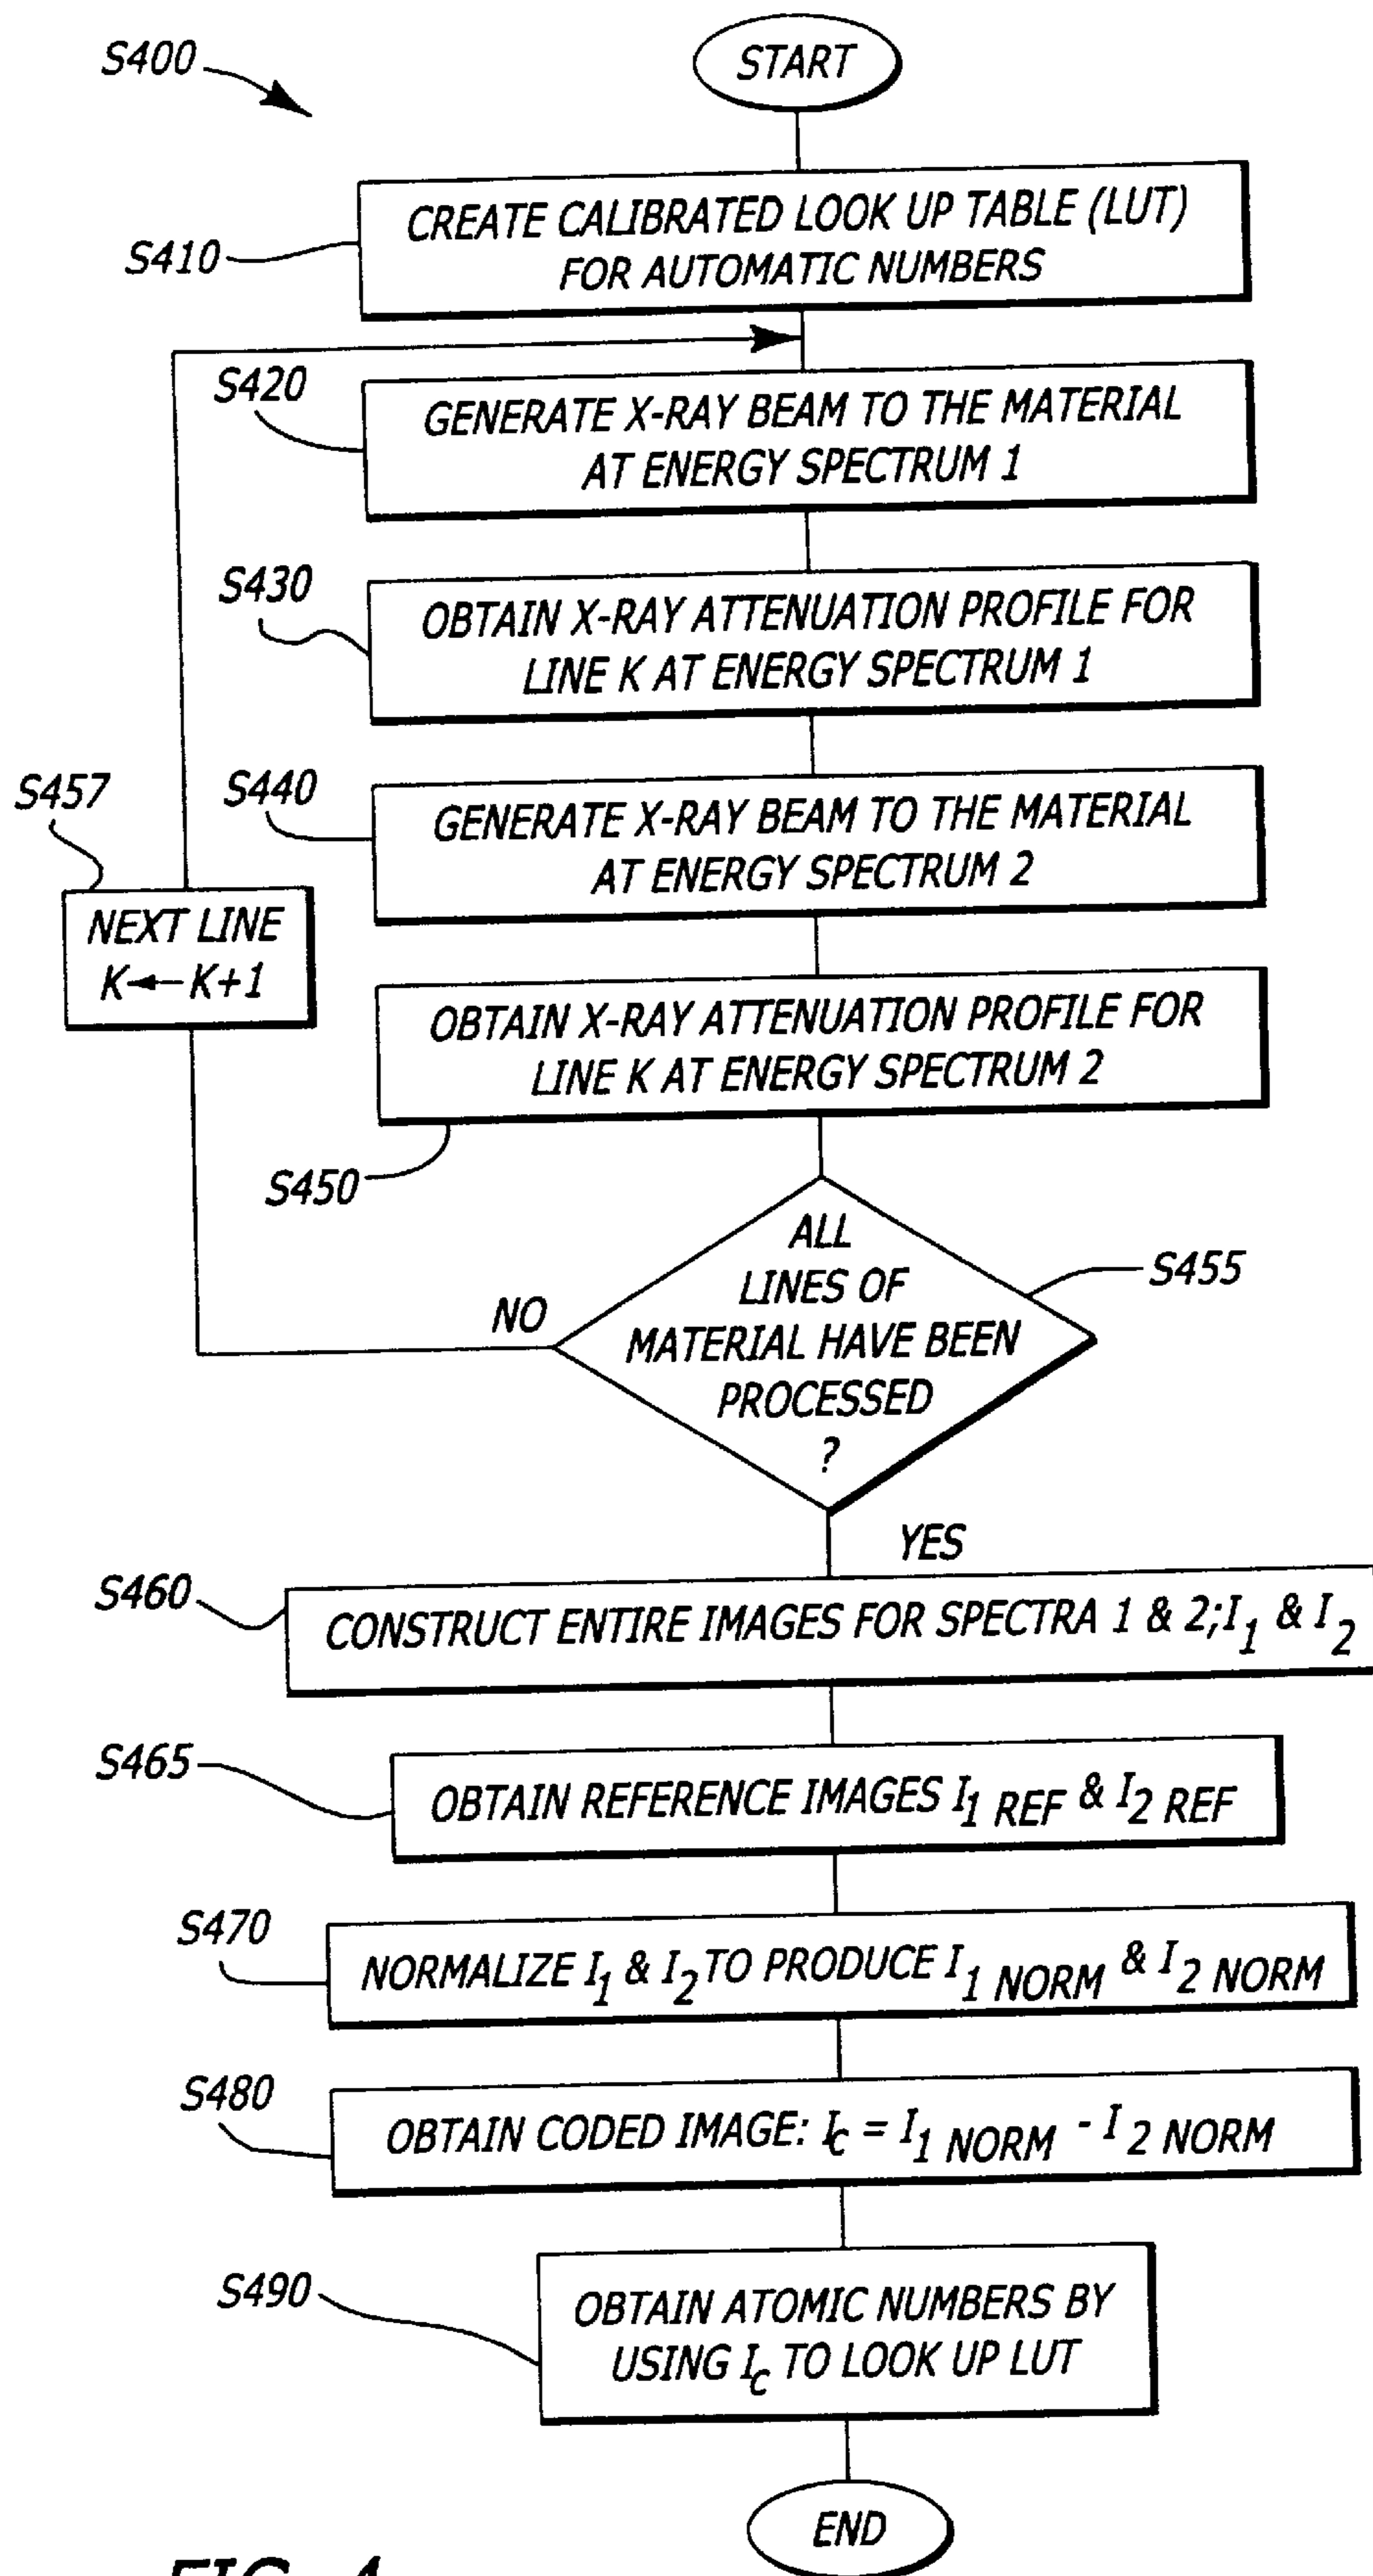 S400
START
S410
CREATE CALIBRATED LOOK UP TABLE (LUT)
FOR AUTOMATIC NUMBERS
S420
GENERATE X-RAY BEAM TO THE MATERIAL
AT ENERGY SPECTRUM 1
S430
OBTAIN X-RAY ATTENUATION PROFILE FOR
LINE K AT ENERGY SPECTRUM 1
S440
GENERATE X-RAY BEAM TO THE MATERIAL
AT ENERGY SPECTRUM 2
S457
NEXT LINE
K←K+1
OBTAIN X-RAY ATTENUATION PROFILE FOR
LINE K AT ENERGY SPECTRUM 2
S450
ALL
LINES OF
MATERIAL HAVE BEEN
PROCESSED
?
S455
NO
YES
S460
CONSTRUCT ENTIRE IMAGES FOR SPECTRA 1 & 2;I1 & I2
S465
OBTAIN REFERENCE IMAGES I1 REF & I2 REF
S470
NORMALIZE I1 & I2 TO PRODUCE I1 NORM & I2 NORM
S480
OBTAIN CODED IMAGE: IC = I1 NORM - I2 NORM
S490
OBTAIN ATOMIC NUMBERS BY
USING IC TO LOOK UP LUT
END
FIG. 4